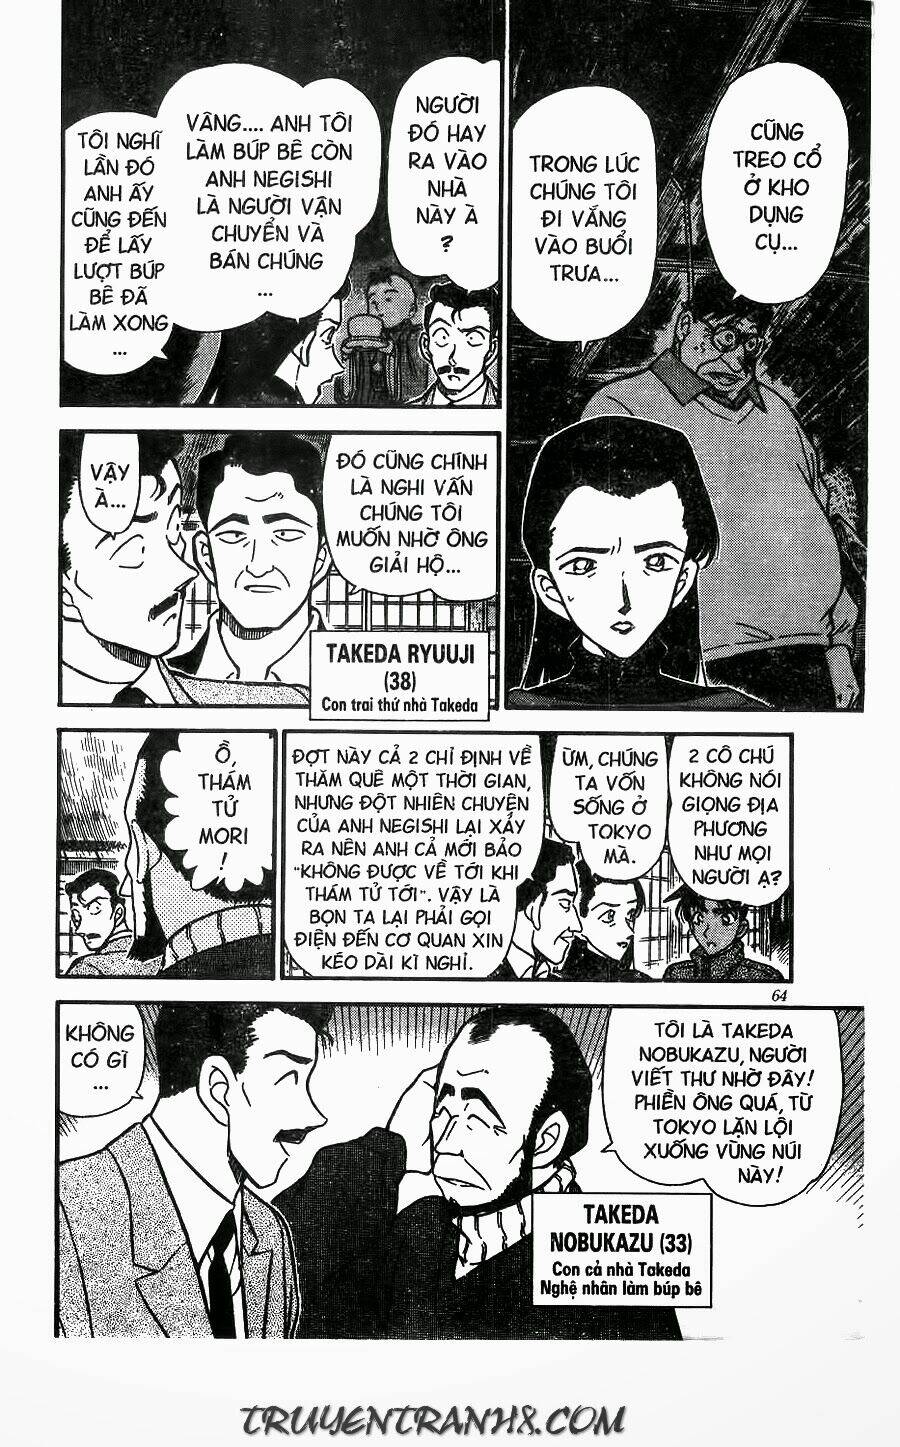 CŨNG
TREO CỔ
Ở KHO
DỤNG
CỤ...
TRONG LÚC
CHÚNG TÔI
ĐI VẮNG
VÀO BUỔI
TRƯA...
NGƯỜI
ĐÓ HAY
RA VÀO
NHÀ
NÀY À
?
VÂNG.... ANH TÔI
LÀM BÚP BÊ CÒN
ANH NEGISHI
LÀ NGƯỜI VẬN
CHUYỂN VÀ
BÁN CHÚNG
...
TÔI NGHĨ
LẦN ĐÓ
ANH ẤY
CŨNG ĐẾN
ĐỂ LẤY
LƯỢT BÚP
BÊ ĐÃ
LÀM XONG
...
ĐÓ CŨNG CHÍNH
LÀ NGHI VẤN
CHÚNG TÔI
MUỐN NHỜ ÔNG
GIẢI HỘ...
VẬY
À...
TAKEDA RYUUJI
(38)
Con trai thứ nhà Takeda
2 CÔ CHÚ
KHÔNG NÓI
GIỌNG ĐỊA
PHƯƠNG
NHƯ MỌI
NGƯỜI Ạ?
ỪM, CHÚNG
TA VỐN
SỐNG Ở
TOKYO
MÀ.
ĐỢT NÀY CẢ 2 CHỈ ĐỊNH VỀ
THĂM QUÊ MỘT THỜI GIAN,
NHƯNG ĐỘT NHIÊN CHUYỆN
CỦA ANH NEGISHI LẠI XẢY
RA NÊN ANH CẢ MỚI BẢO
"KHÔNG ĐƯỢC VỀ TỚI KHI
THÁM TỬ TỚI". VẬY LÀ
BỌN TA LẠI PHẢI GỌI
ĐIỆN ĐẾN CƠ QUAN XIN
KÉO DÀI KÌ NGHỈ.
Ồ,
THÁM
TỬ
MORI
!
64
TÔI LÀ TAKEDA
NOBUKAZU, NGƯỜI
VIẾT THƯ NHỜ ĐÂY!
PHIỀN ÔNG QUÁ, TỪ
TOKYO LẶN LỘI
XUỐNG VÙNG NÚI
NÀY!
KHÔNG
CÓ GÌ
...
TAKEDA
NOBUKAZU (33)
Con cả nhà Takeda
Nghệ nhân làm búp bê
TRUYENTRANH8.COM